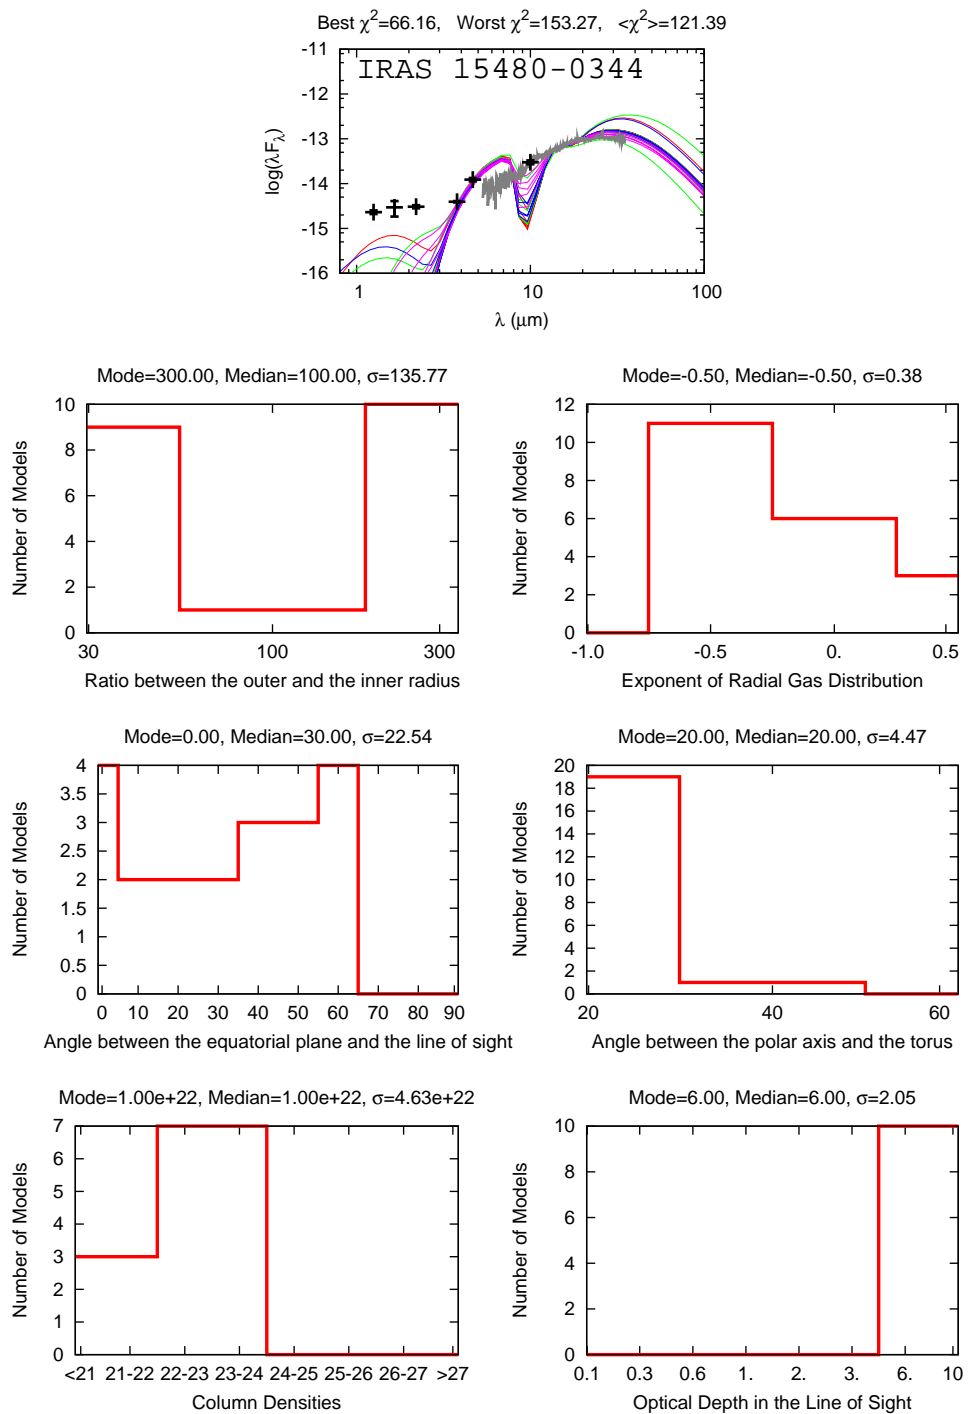 Best χ²=66.16, Worst χ²=153.27, <χ²>=121.39
IRAS 15480-0344
log(λFλ)
-11
-12
-13
-14
-15
-16
1 10 100
λ (μm)
Mode=300.00, Median=100.00, σ=135.77
Number of Models
10
8
6
4
2
0
30 100 300
Ratio between the outer and the inner radius
Mode=-0.50, Median=-0.50, σ=0.38
Number of Models
12
10
8
6
4
2
0
-1.0 -0.5 0. 0.5
Exponent of Radial Gas Distribution
Mode=0.00, Median=30.00, σ=22.54
Number of Models
4
3.5
3
2.5
2
1.5
1
0.5
0
0 10 20 30 40 50 60 70 80 90
Angle between the equatorial plane and the line of sight
Mode=20.00, Median=20.00, σ=4.47
Number of Models
20
18
16
14
12
10
8
6
4
2
0
20 40 60
Angle between the polar axis and the torus
Mode=1.00e+22, Median=1.00e+22, σ=4.63e+22
Number of Models
7
6
5
4
3
2
1
0
<21 21-22 22-23 23-24 24-25 25-26 26-27 >27
Column Densities
Mode=6.00, Median=6.00, σ=2.05
Number of Models
10
8
6
4
2
0
0.1 0.3 0.6 1. 2. 3. 6. 10
Optical Depth in the Line of Sight